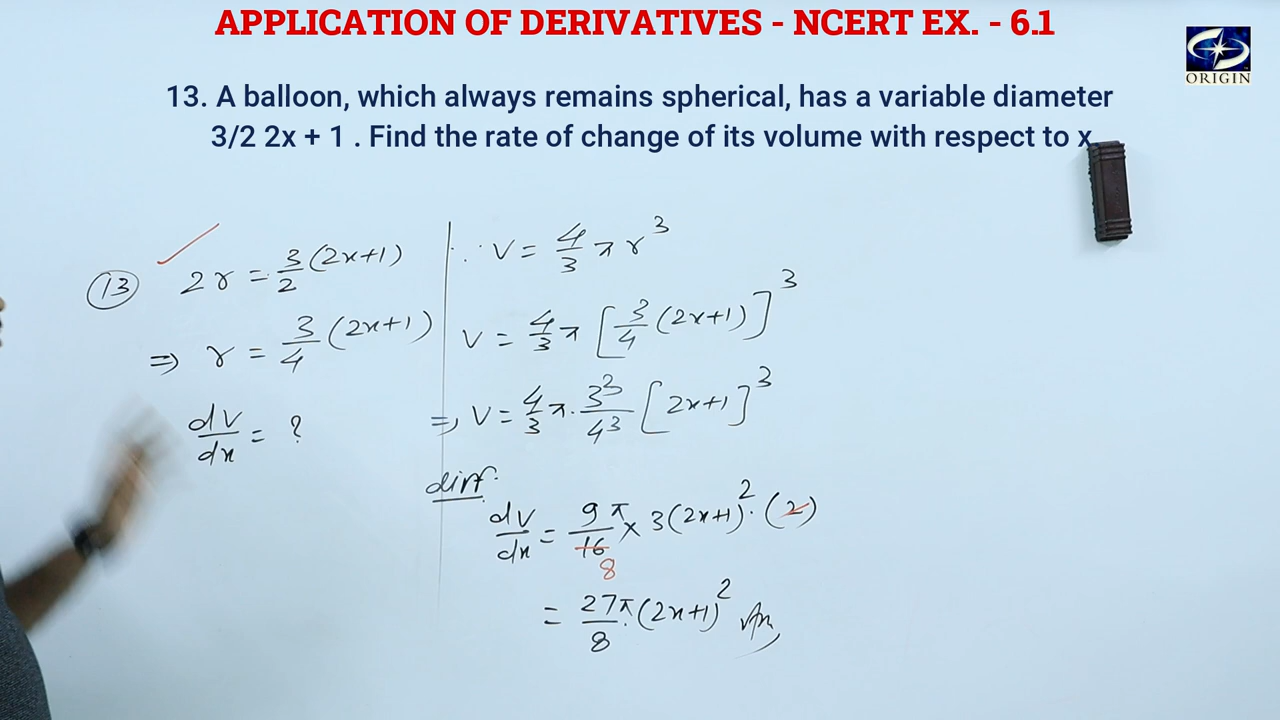 APPLICATION OF DERIVATIVES - NCERT EX. - 6.1
ORIGIN
13. A balloon, which always remains spherical, has a variable diameter
3/2 2x + 1 . Find the rate of change of its volume with respect to x
(13) 2r = 3/2 (2x+1)
⇒ r = 3/4 (2x+1)
dV/dx = ?
∵ V = 4/3 π r³
V = 4/3 π [3/4 (2x+1)]³
⇒ V = 4/3 π · 3³/4³ [2x+1]³
diff.
dV/dx = 9π/16 × 3(2x+1)² · (2)
8
= 27π/8 · (2x+1)² Ans